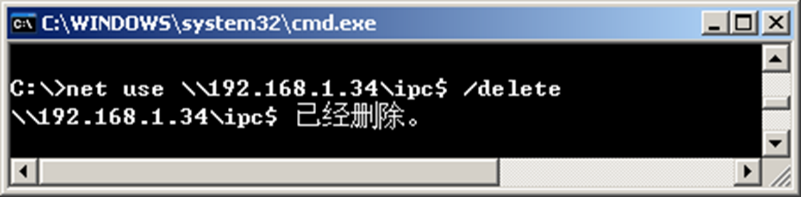 C:\WINDOWS\system32\cmd.exe
C:\>net use \\192.168.1.34\ipc$ /delete
\\192.168.1.34\ipc$ 已经删除。